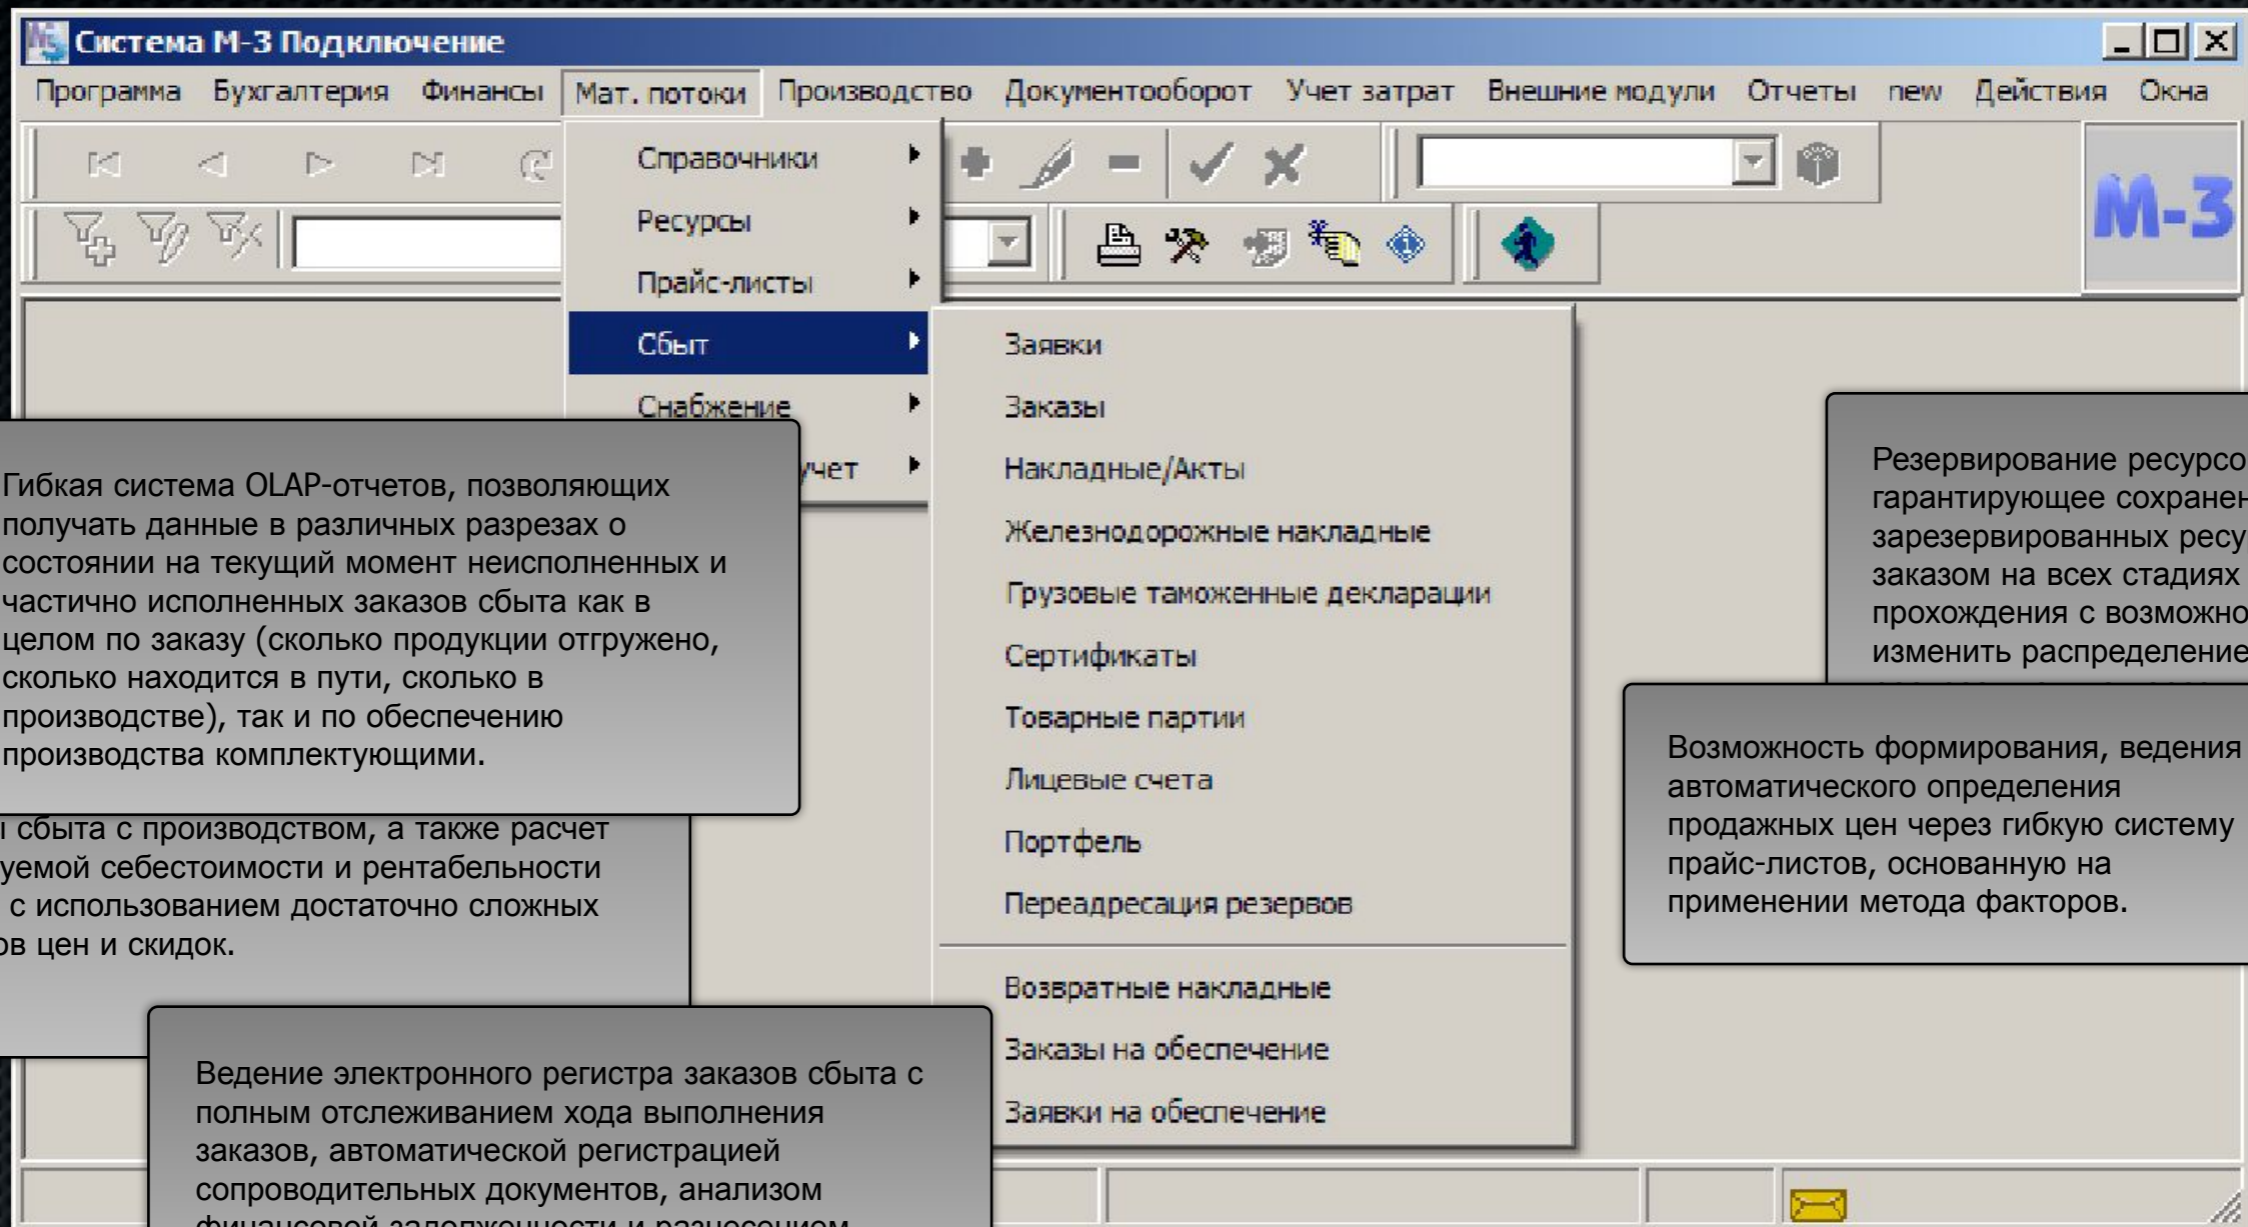 Система М-3 Подключение
Программа Бухгалтерия Финансы Мат. потоки Производство Документооборот Учет затрат Внешние модули Отчеты new Действия Окна
М-3
Справочники
Ресурсы
Прайс-листы
Сбыт
Снабжение
учет
Заявки
Заказы
Накладные/Акты
Железнодорожные накладные
Грузовые таможенные декларации
Сертификаты
Товарные партии
Лицевые счета
Портфель
Переадресация резервов
Возвратные накладные
Заказы на обеспечение
Заявки на обеспечение
Гибкая система OLAP-отчетов, позволяющих
получать данные в различных разрезах о
состоянии на текущий момент неисполненных и
частично исполненных заказов сбыта как в
целом по заказу (сколько продукции отгружено,
сколько находится в пути, сколько в
производстве), так и по обеспечению
производства комплектующими.
сбыта с производством, а также расчет
уемой себестоимости и рентабельности
с использованием достаточно сложных
ов цен и скидок.
Ведение электронного регистра заказов сбыта с
полным отслеживанием хода выполнения
заказов, автоматической регистрацией
сопроводительных документов, анализом
финансовой задолженности и разнесением
Резервирование ресурсо
гарантирующее сохранен
зарезервированных ресу
заказом на всех стадиях
прохождения с возможно
изменить распределение
Возможность формирования, ведения
автоматического определения
продажных цен через гибкую систему
прайс-листов, основанную на
применении метода факторов.